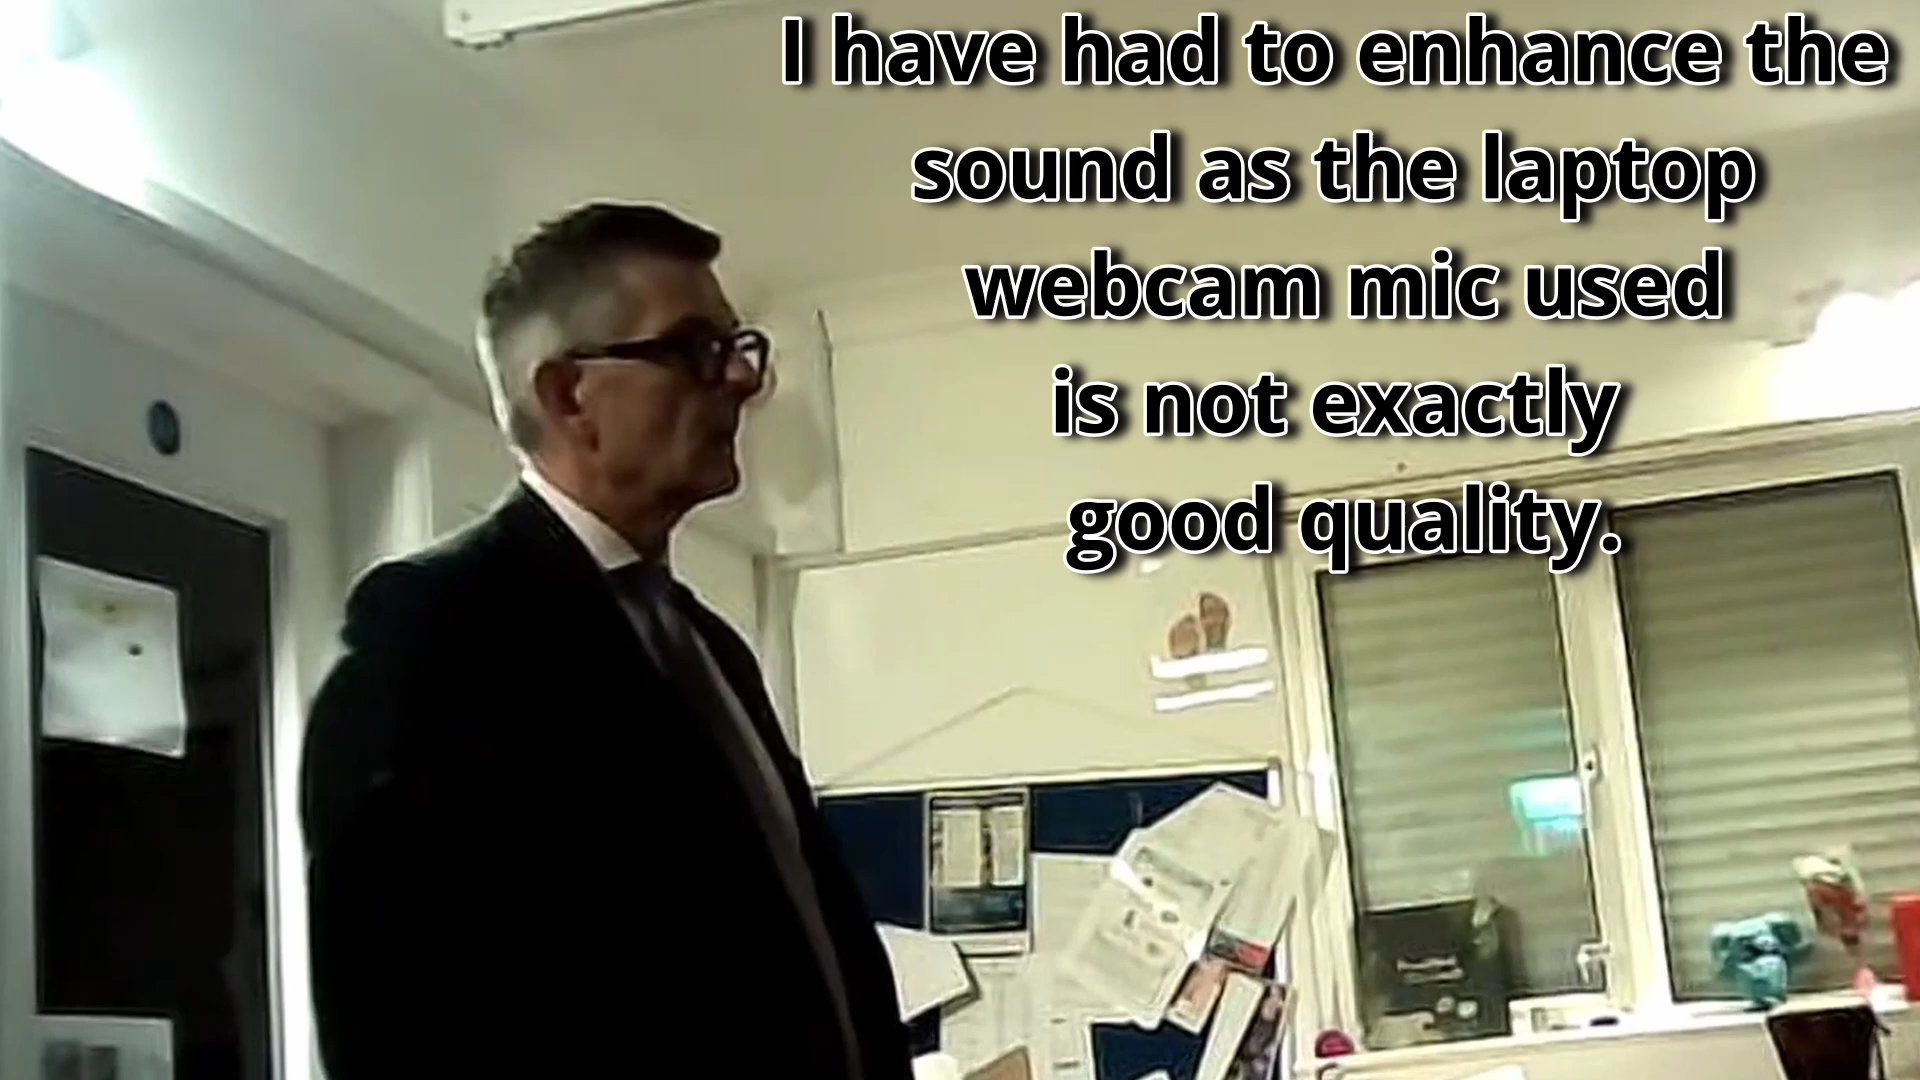 I have had to enhance the
sound as the laptop
webcam mic used
is not exactly
good quality.